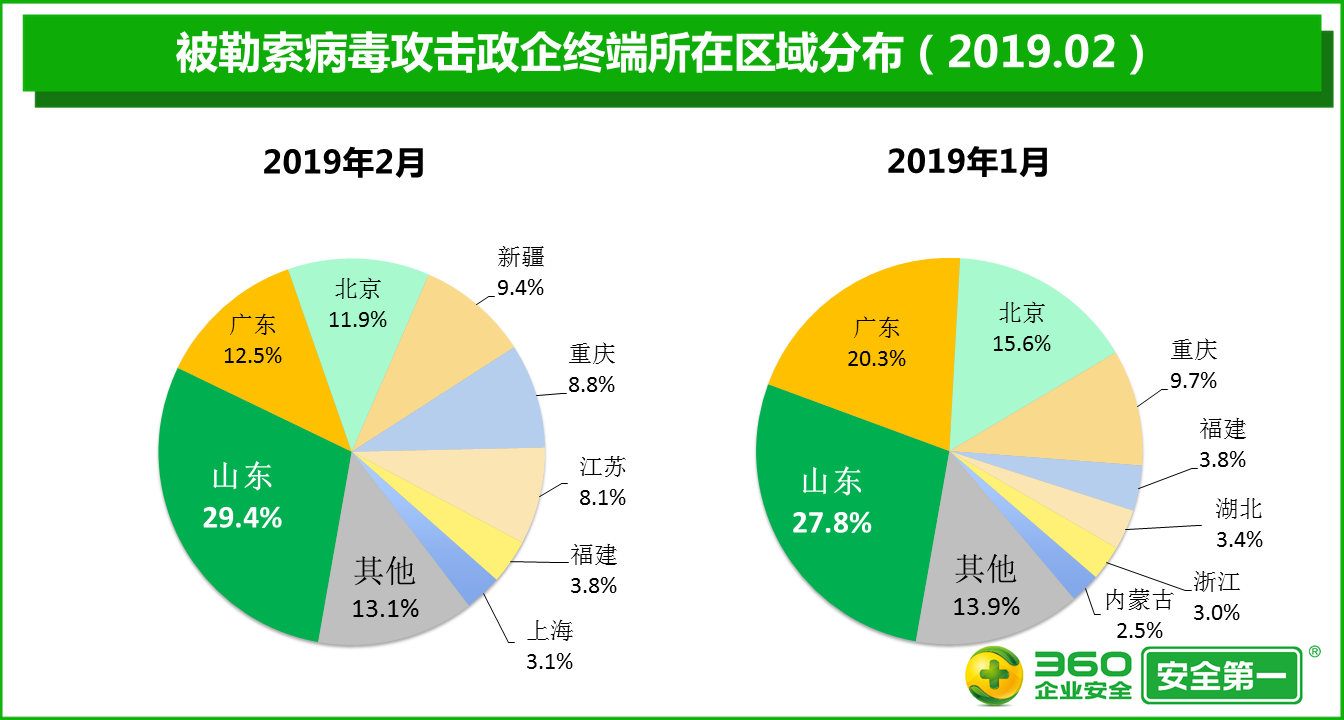 被勒索病毒攻击政企终端所在区域分布（2019.02）
2019年2月
山东
29.4%
广东
12.5%
北京
11.9%
新疆
9.4%
重庆
8.8%
江苏
8.1%
福建
3.8%
上海
3.1%
其他
13.1%
2019年1月
山东
27.8%
广东
20.3%
北京
15.6%
重庆
9.7%
福建
3.8%
湖北
3.4%
浙江
3.0%
内蒙古
2.5%
其他
13.9%
360
企业安全
安全第一
®